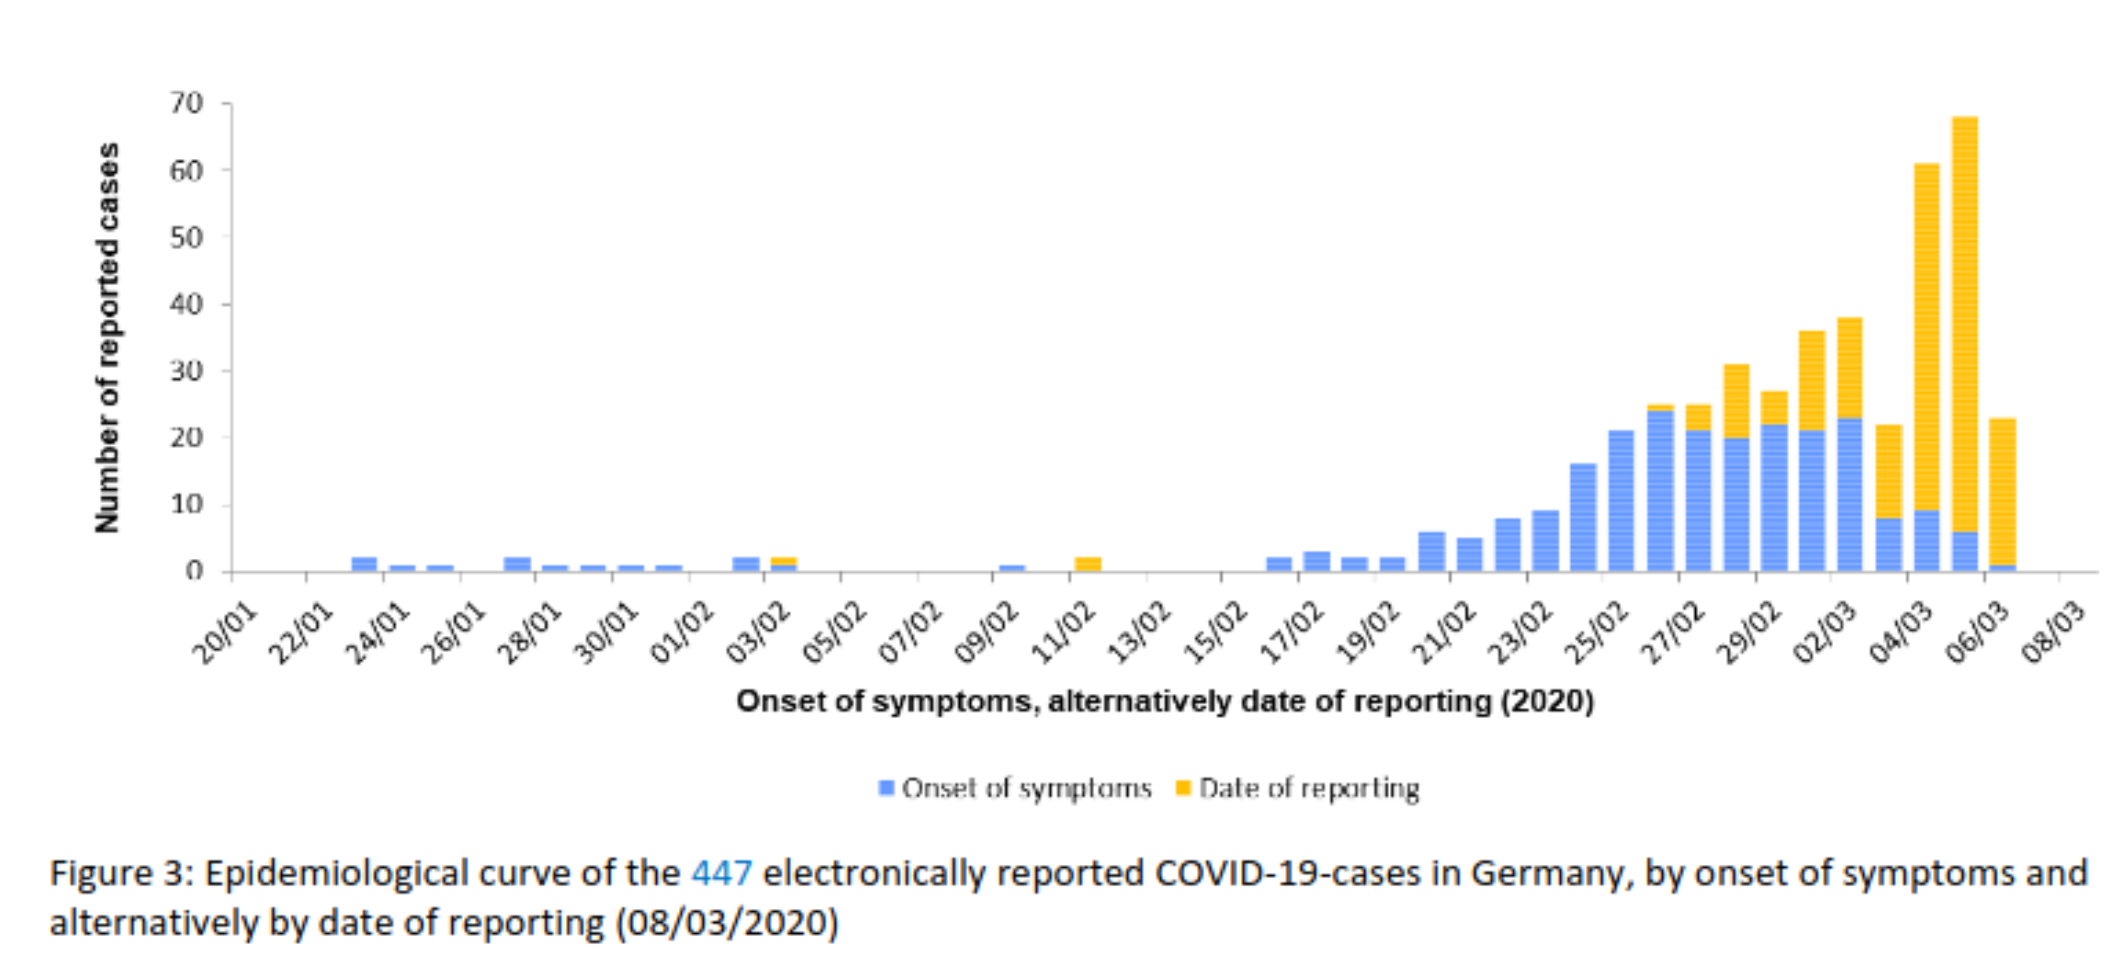 70
60
50
40
30
20
10
0
Number of reported cases
20/01 22/01 24/01 26/01 28/01 30/01 01/02 03/02 05/02 07/02 09/02 11/02 13/02 15/02 17/02 19/02 21/02 23/02 25/02 27/02 29/02 02/03 04/03 06/03 08/03
Onset of symptoms, alternatively date of reporting (2020)
Onset of symptoms Date of reporting
Figure 3: Epidemiological curve of the 447 electronically reported COVID-19-cases in Germany, by onset of symptoms and
alternatively by date of reporting (08/03/2020)